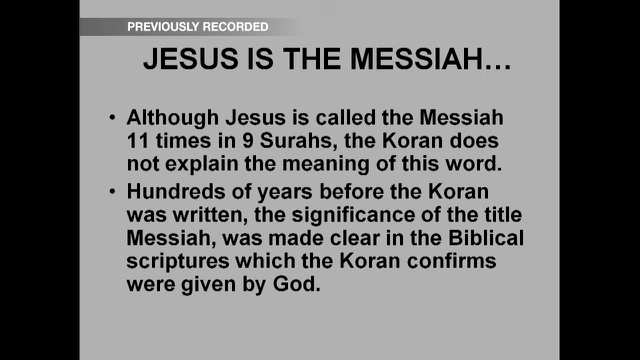 PREVIOUSLY RECORDED
JESUS IS THE MESSIAH…
• Although Jesus is called the Messiah
11 times in 9 Surahs, the Koran does
not explain the meaning of this word.
• Hundreds of years before the Koran
was written, the significance of the title
Messiah, was made clear in the Biblical
scriptures which the Koran confirms
were given by God.